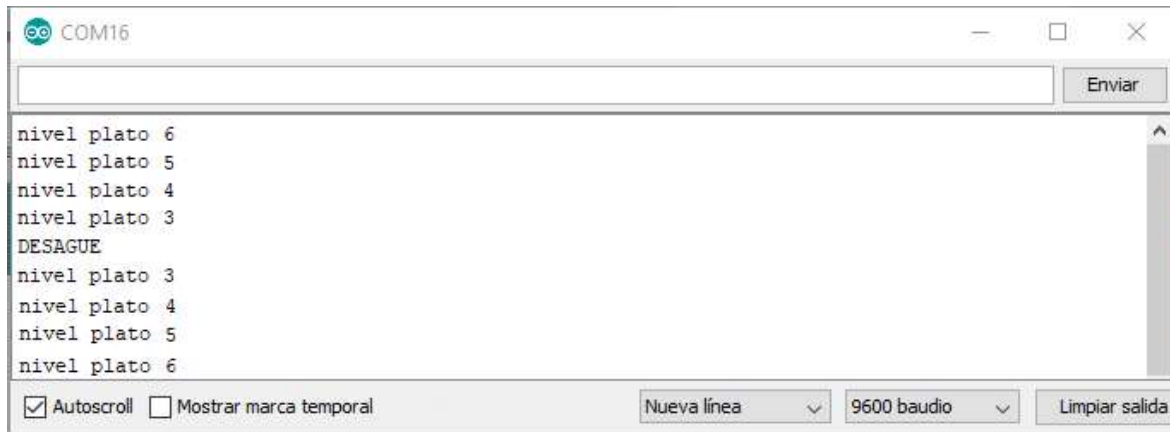 COM16
Enviar
nivel plato 6
nivel plato 5
nivel plato 4
nivel plato 3
DESAGUE
nivel plato 3
nivel plato 4
nivel plato 5
nivel plato 6
Autoscroll Mostrar marca temporal Nueva línea 9600 baudio Limpiar salida